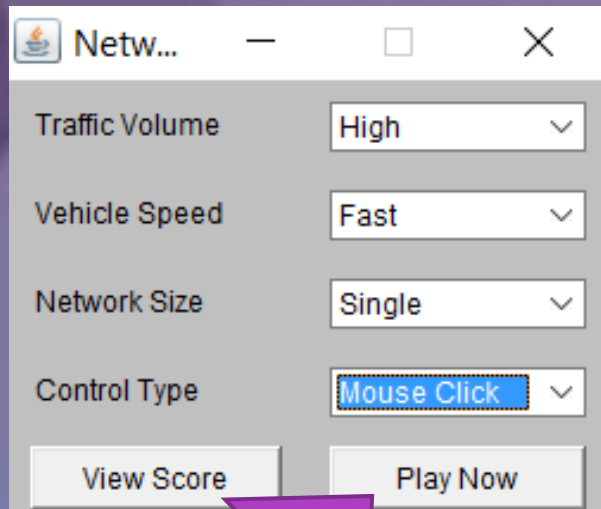 Netw...
Traffic Volume High
Vehicle Speed Fast
Network Size Single
Control Type Mouse Click
View Score Play Now